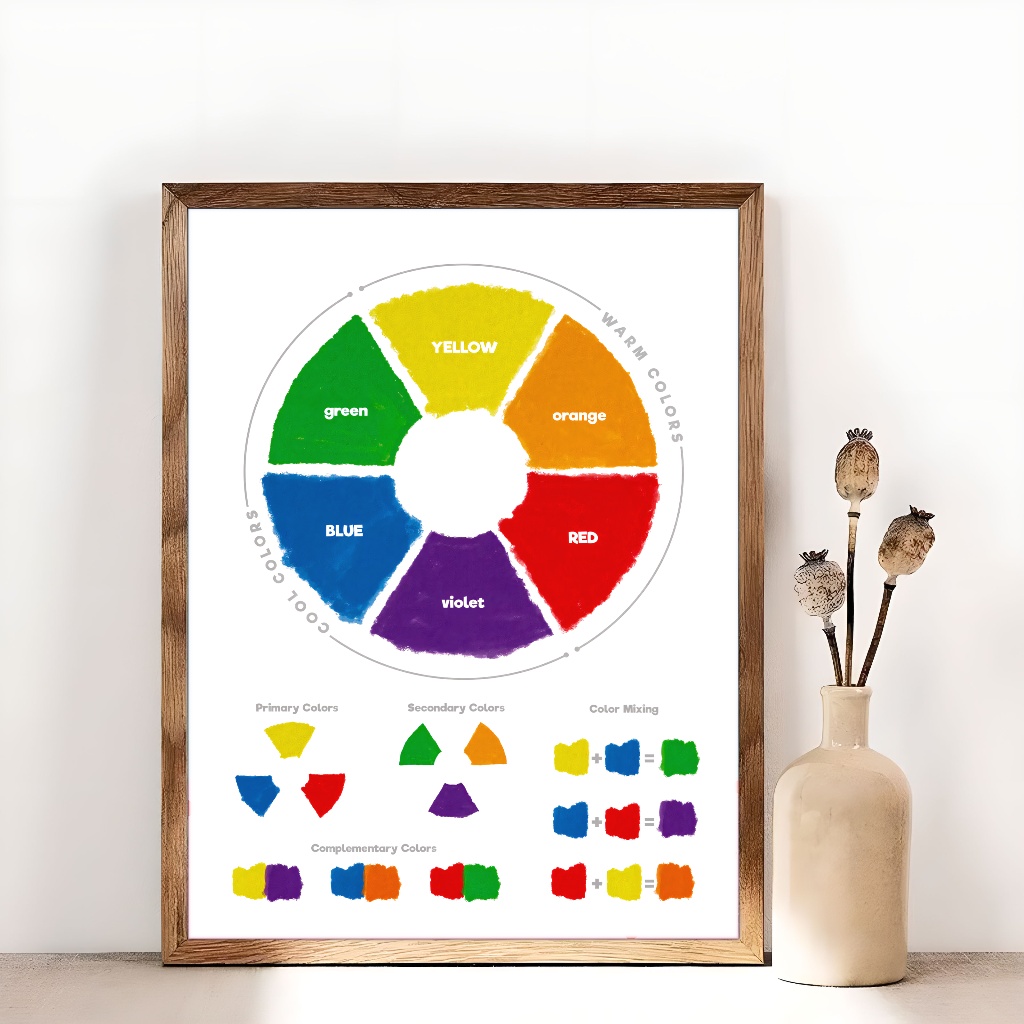 YELLOW
WARM COLORS
green
orange
BLUE
RED
COOL COLORS
violet
Primary Colors
Secondary Colors
Color Mixing
+ =
+ =
Complementary Colors
+ =